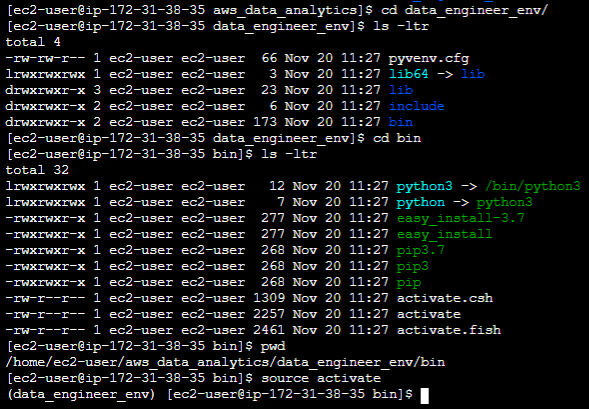 [ec2-user@ip-172-31-38-35 aws_data_analytics]$ cd data_engineer_env/
[ec2-user@ip-172-31-38-35 data_engineer_env]$ ls -ltr
total 4
-rw-rw-r-- 1 ec2-user ec2-user  66 Nov 20 11:27 pyvenv.cfg
lrwxrwxrwx 1 ec2-user ec2-user   3 Nov 20 11:27 lib64 -> lib
drwxrwxr-x 3 ec2-user ec2-user  23 Nov 20 11:27 lib
drwxrwxr-x 2 ec2-user ec2-user   6 Nov 20 11:27 include
drwxrwxr-x 2 ec2-user ec2-user 173 Nov 20 11:27 bin
[ec2-user@ip-172-31-38-35 data_engineer_env]$ cd bin
[ec2-user@ip-172-31-38-35 bin]$ ls -ltr
total 32
lrwxrwxrwx 1 ec2-user ec2-user   12 Nov 20 11:27 python3 -> /bin/python3
lrwxrwxrwx 1 ec2-user ec2-user    7 Nov 20 11:27 python -> python3
-rwxrwxr-x 1 ec2-user ec2-user  277 Nov 20 11:27 easy_install-3.7
-rwxrwxr-x 1 ec2-user ec2-user  277 Nov 20 11:27 easy_install
-rwxrwxr-x 1 ec2-user ec2-user  268 Nov 20 11:27 pip3.7
-rwxrwxr-x 1 ec2-user ec2-user  268 Nov 20 11:27 pip3
-rwxrwxr-x 1 ec2-user ec2-user  268 Nov 20 11:27 pip
-rw-r--r-- 1 ec2-user ec2-user 1309 Nov 20 11:27 activate.csh
-rw-r--r-- 1 ec2-user ec2-user 2257 Nov 20 11:27 activate
-rw-r--r-- 1 ec2-user ec2-user 2461 Nov 20 11:27 activate.fish
[ec2-user@ip-172-31-38-35 bin]$ pwd
/home/ec2-user/aws_data_analytics/data_engineer_env/bin
[ec2-user@ip-172-31-38-35 bin]$ source activate
(data_engineer_env) [ec2-user@ip-172-31-38-35 bin]$